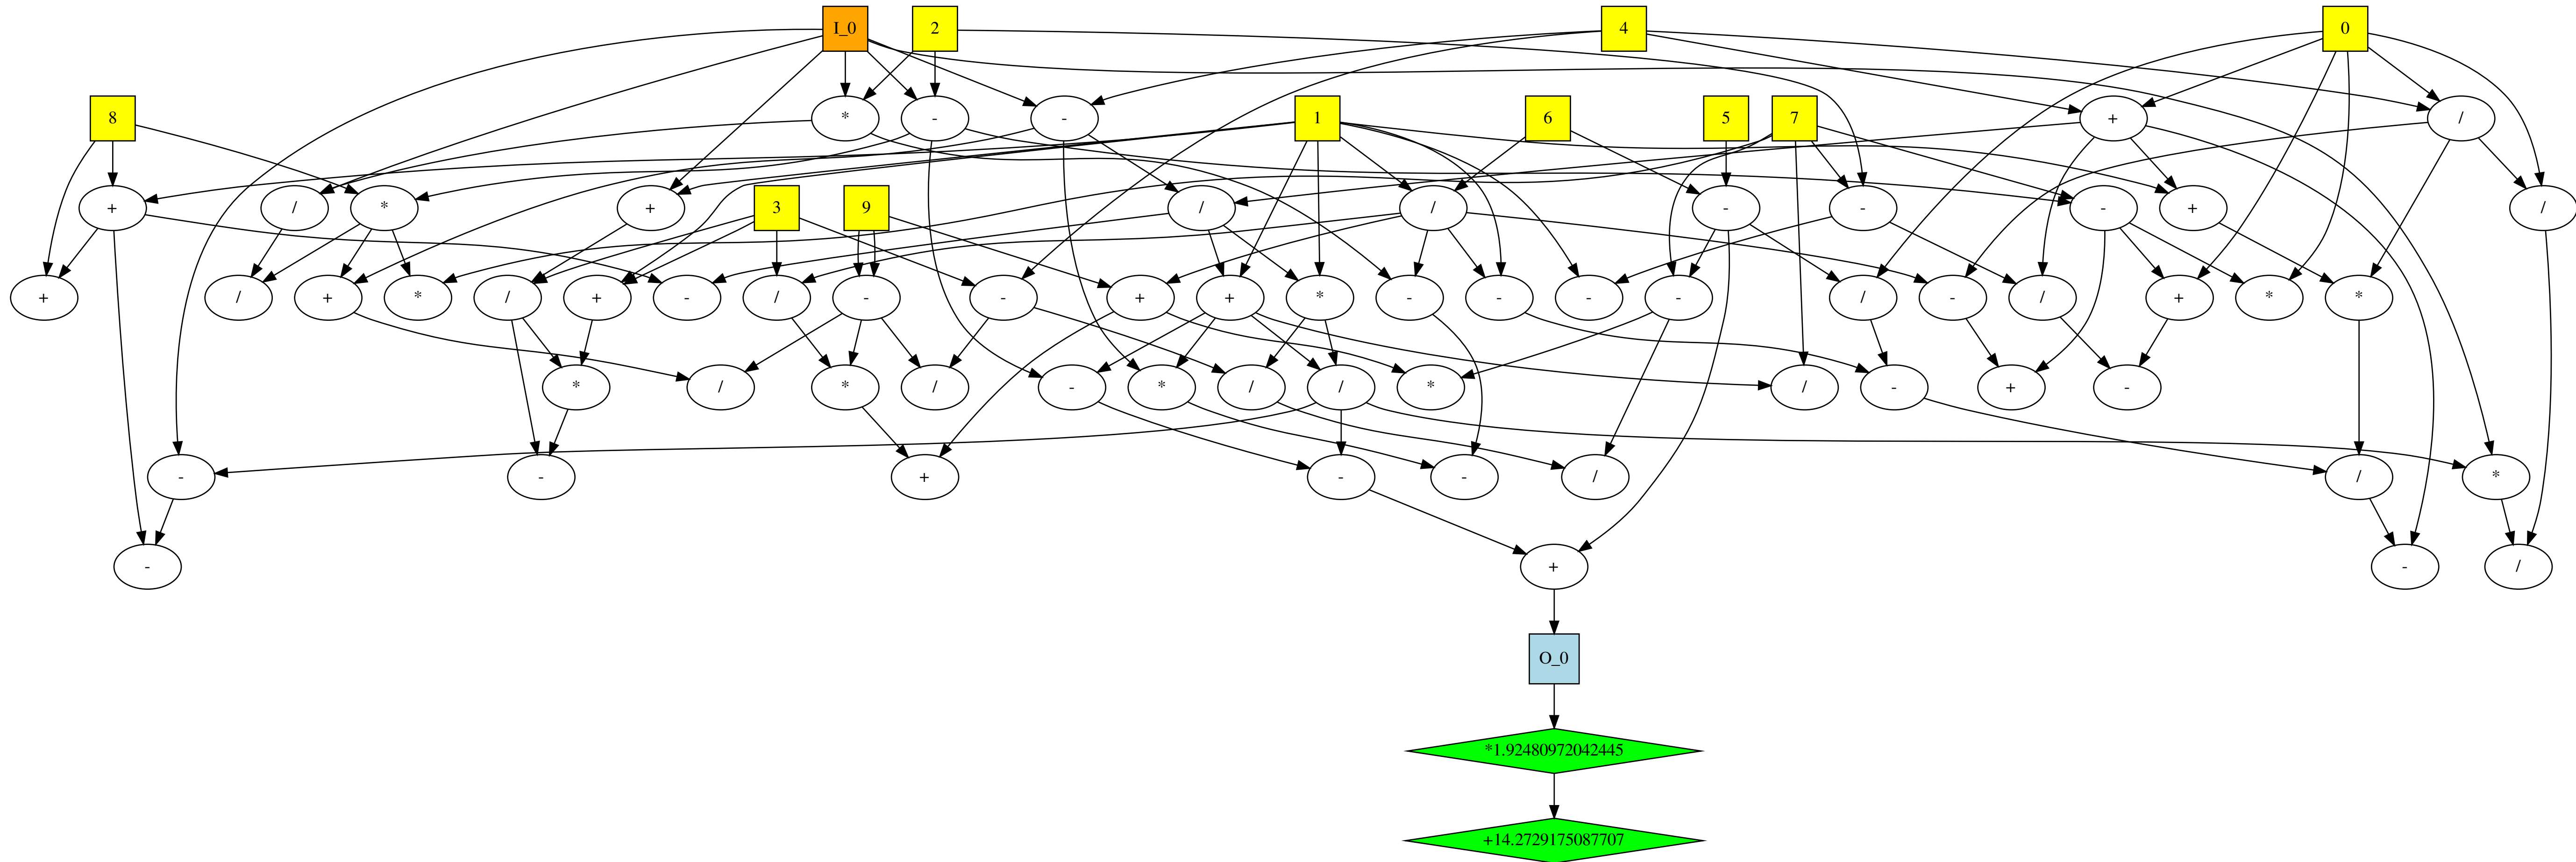 I_0 2 4 0
8 * - - 1 6 5 7 + /
+ / * + 3 9 / / - - - + /
+ / + * / + - / - - + + * - - - - / - / + * *
* / * / - * / / * / - + -
- - + - - / / *
- + - /
O_0
*1.92480972042445
+14.2729175087707